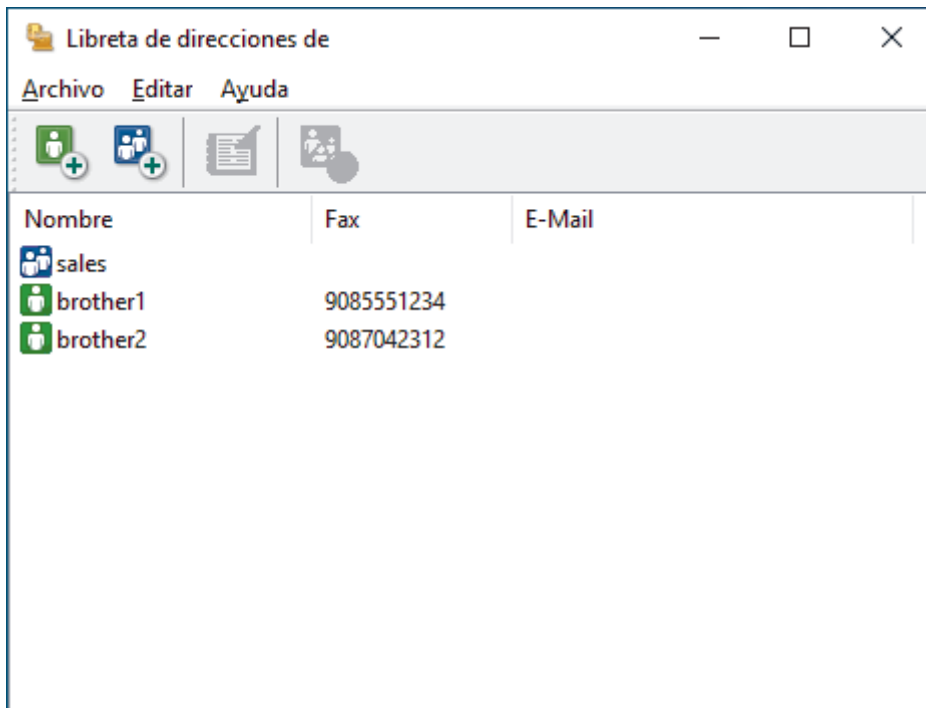 Libreta de direcciones de
Archivo Editar Ayuda
Nombre Fax E-Mail
sales
brother1 9085551234
brother2 9087042312